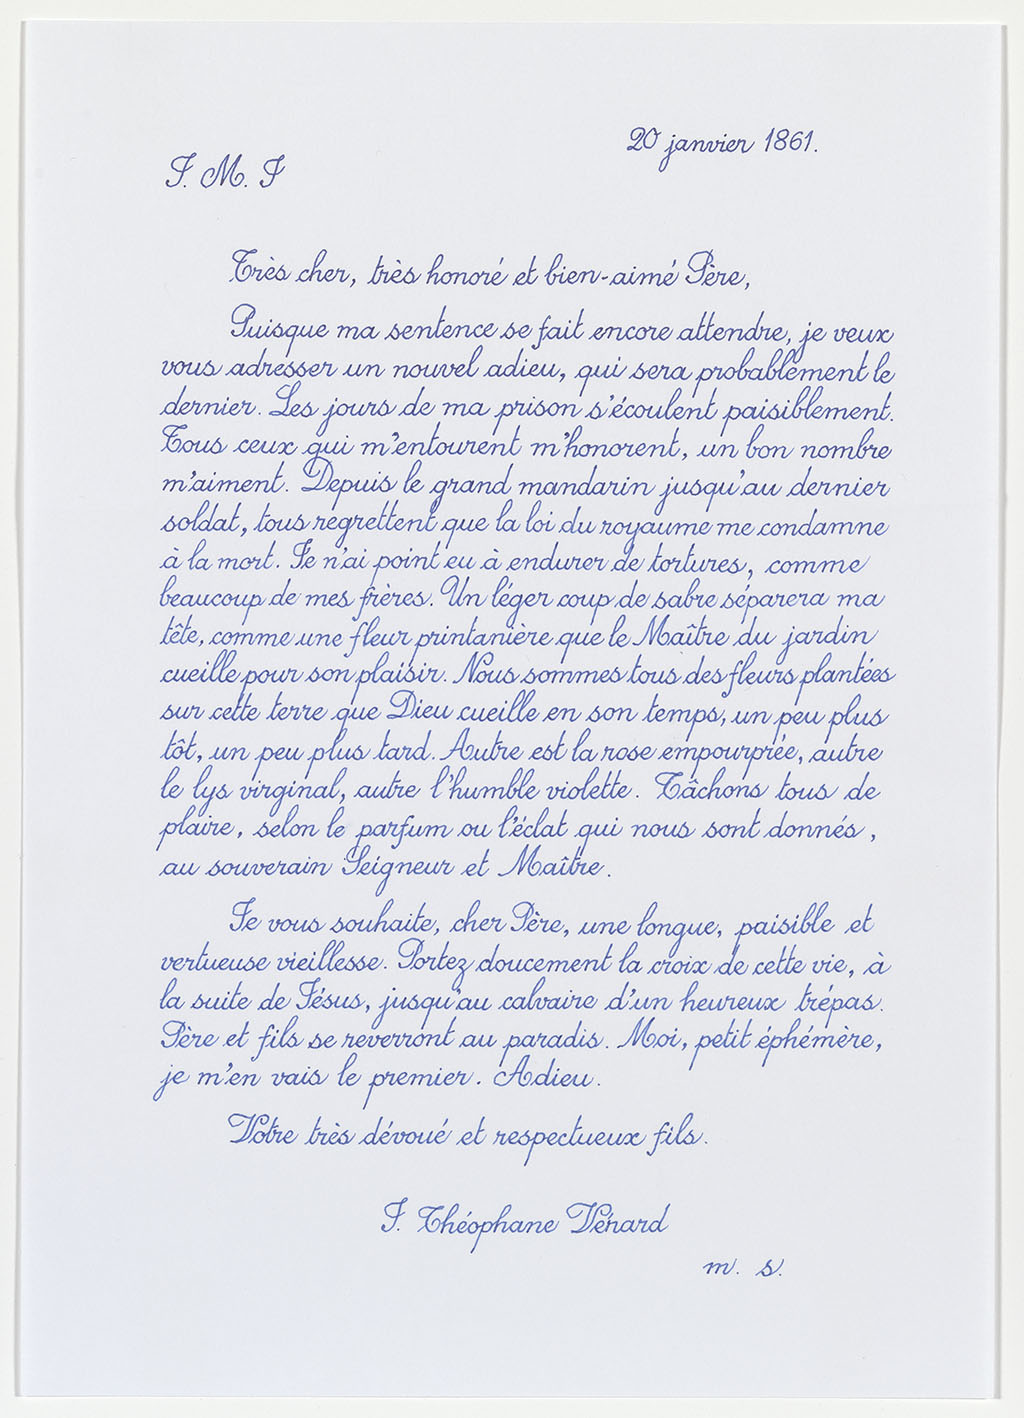 20 janvier 1861.
J. M. J
Très cher, très honoré et bien-aimé Père,
Puisque ma sentence se fait encore attendre, je veux
vous adresser un nouvel adieu, qui sera probablement le
dernier. Les jours de ma prison s'écoulent paisiblement.
Tous ceux qui m'entourent m'honorent, un bon nombre
m'aiment. Depuis le grand mandarin jusqu'au dernier
soldat, tous regrettent que la loi du royaume me condamne
à la mort. Je n'ai point eu à endurer de tortures, comme
beaucoup de mes frères. Un léger coup de sabre séparera ma
tête, comme une fleur printanière que le Maître du jardin
cueille pour son plaisir. Nous sommes tous des fleurs plantées
sur cette terre que Dieu cueille en son temps, un peu plus
tôt, un peu plus tard. Autre est la rose empourprée, autre
le lys virginal, autre l'humble violette. Tâchons tous de
plaire, selon le parfum ou l'éclat qui nous sont donnés,
au souverain Seigneur et Maître.
Je vous souhaite, cher Père, une longue, paisible et
vertueuse vieillesse. Portez doucement la croix de cette vie, à
la suite de Jésus, jusqu'au calvaire d'un heureux trépas.
Père et fils se reverront au paradis. Moi, petit éphémère,
je m'en vais le premier. Adieu.
Votre très dévoué et respectueux fils.
J. Théophane Vénard
m. s.